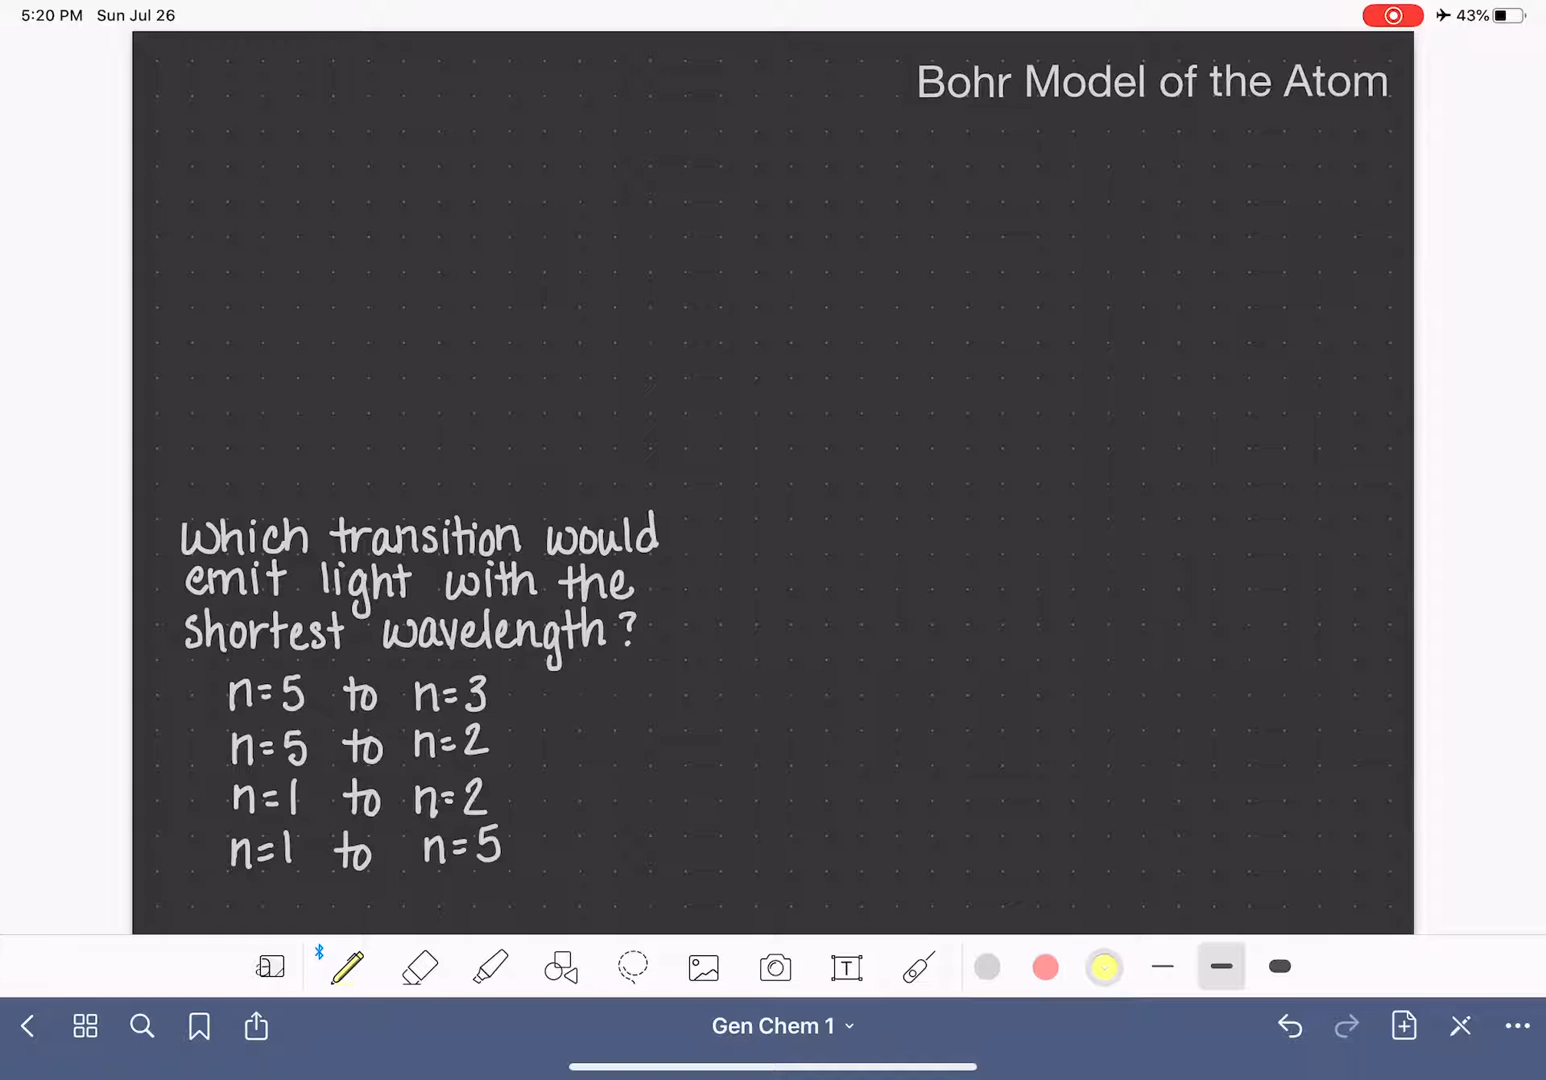 5:20 PM Sun Jul 26
43%
Bohr Model of the Atom
Which transition would
emit light with the
shortest wavelength?
n=5 to n=3
n=5 to n=2
n=1 to n=2
n=1 to n=5
T
Gen Chem 1